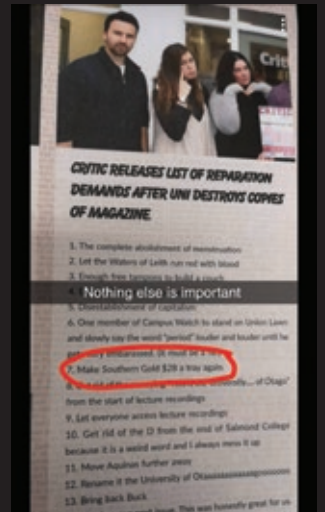 Crit
CRITIC RELEASES LIST OF REPARATION
DEMANDS AFTER UNI DESTROYS COPIES
OF MAGAZINE
1. The complete abolishment of menstruation
2. Let the Waters of Leith run red with blood
3. Enough free tampons to build a couch
Nothing else is important
5. Disestablishment of capitalism
6. One member of Campus Watch to stand on Union Lawn
and slowly say the word "period" louder and louder until he
7. Make Southern Gold $28 a tray again
of Otago"
from the start of lecture recordings
9. Let everyone access lecture recordings
10. Get rid of the D from the end of Salmond College
because it is a weird word and I always mess it up
11. Move Aquinas further away
12. Rename it the University of
13. Bring back Buck
This was honestly great for us